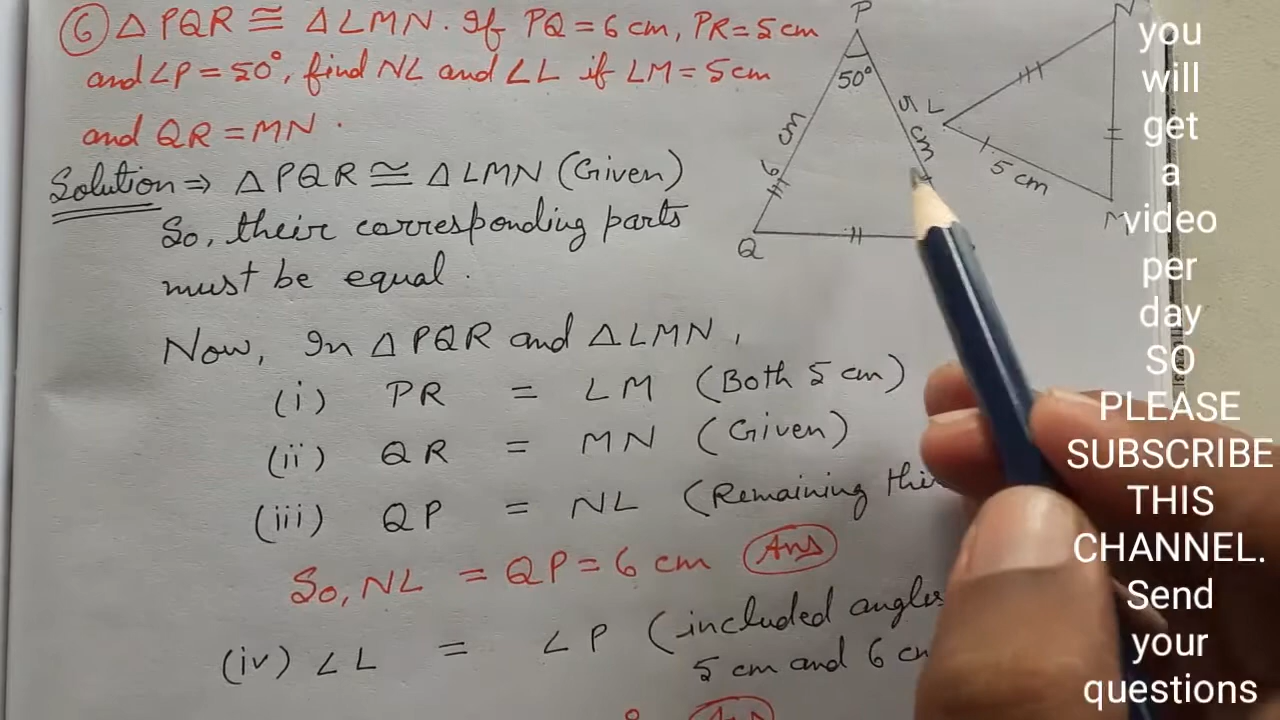 6 △ PQR ≅ △ LMN. If PQ = 6 cm, PR = 5 cm
and ∠P = 50°, find NL and ∠L if LM = 5 cm
and QR = MN.
Solution ⇒ △ PQR ≅ △ LMN (Given)
So, their corresponding parts
must be equal.
Now, In △ PQR and △ LMN,
(i) PR = LM (Both 5 cm)
(ii) QR = MN (Given)
(iii) QP = NL (Remaining
So, NL = QP = 6 cm Ans
(iv) ∠L = ∠P (included angles
5 cm and 6 cm
Ans
P
50°
6 cm
5 cm
Q
L
5 cm
N
M
you
will
get
a
video
per
day
SO
PLEASE
SUBSCRIBE
THIS
CHANNEL.
Send
your
questions